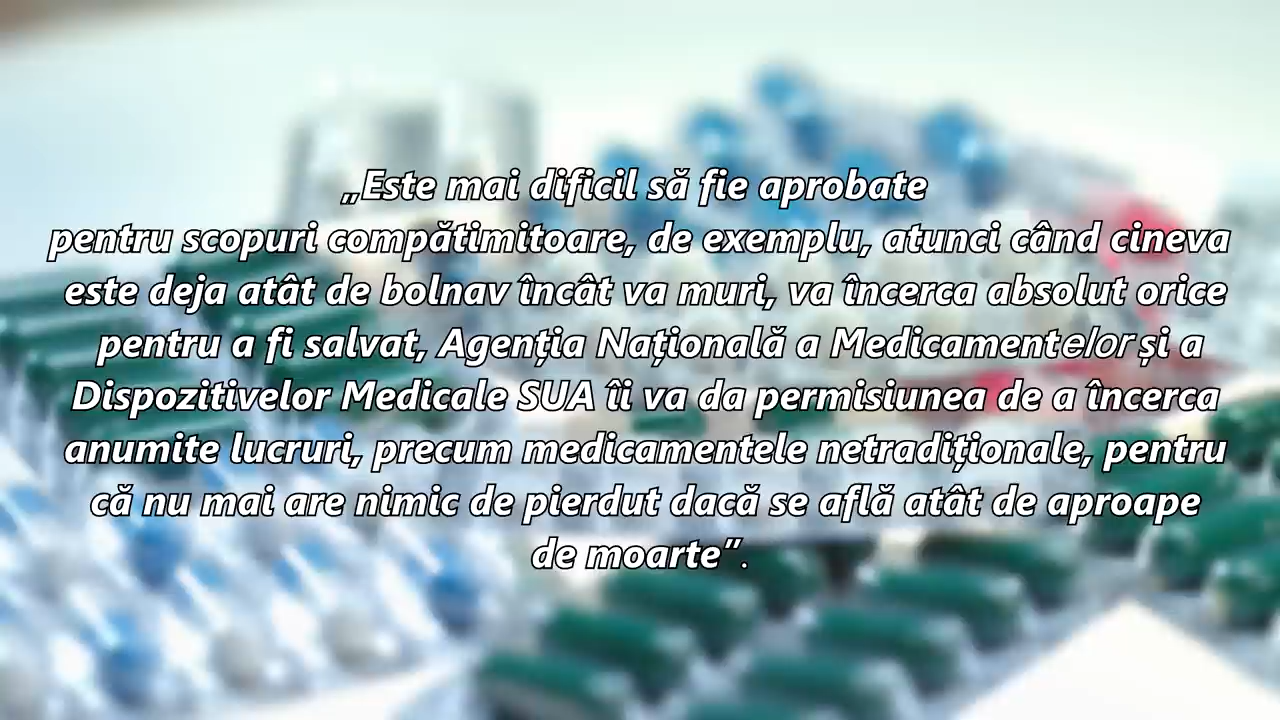 „Este mai dificil să fie aprobate
pentru scopuri compătimitoare, de exemplu, atunci când cineva
este deja atât de bolnav încât va muri, va încerca absolut orice
pentru a fi salvat, Agenția Națională a Medicamentelor și a
Dispozitivelor Medicale SUA îi va da permisiunea de a încerca
anumite lucruri, precum medicamentele netradiționale, pentru
că nu mai are nimic de pierdut dacă se află atât de aproape
de moarte”.